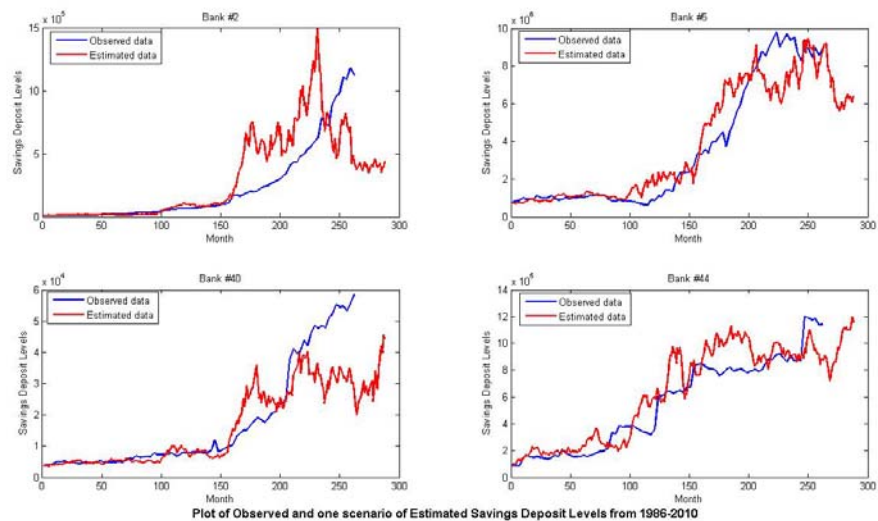 Bank #2
x 10^5
Observed data
Estimated data
Savings Deposit Levels
15
10
5
0
0 50 100 150 200 250 300
Month
Bank #5
x 10^6
Observed data
Estimated data
Savings Deposit Levels
10
8
6
4
2
0
0 50 100 150 200 250 300
Month
Bank #40
x 10^4
Observed data
Estimated data
Savings Deposit Levels
6
5
4
3
2
1
0
0 50 100 150 200 250 300
Month
Bank #44
x 10^6
Observed data
Estimated data
Savings Deposit Levels
14
12
10
8
6
4
2
0
0 50 100 150 200 250 300
Month
Plot of Observed and one scenario of Estimated Savings Deposit Levels from 1986-2010